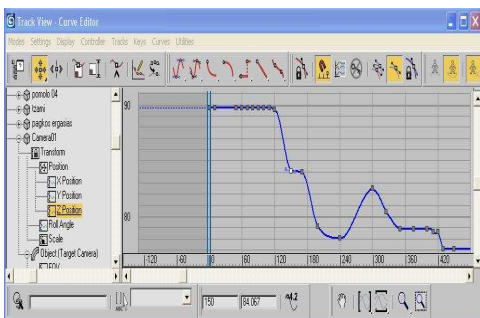 Track View - Curve Editor
Modes Settings Display Controller Tracks Keys Curves Utilities
pomolo 04
tzami
pagkos ergasias
Camera01
Transform
Position
X Position
Y Position
Z Position
Roll Angle
Scale
Object (Target Camera)
FOV
90
80
-120 -60 0 60 120 180 240 300 360 420
150 84.067